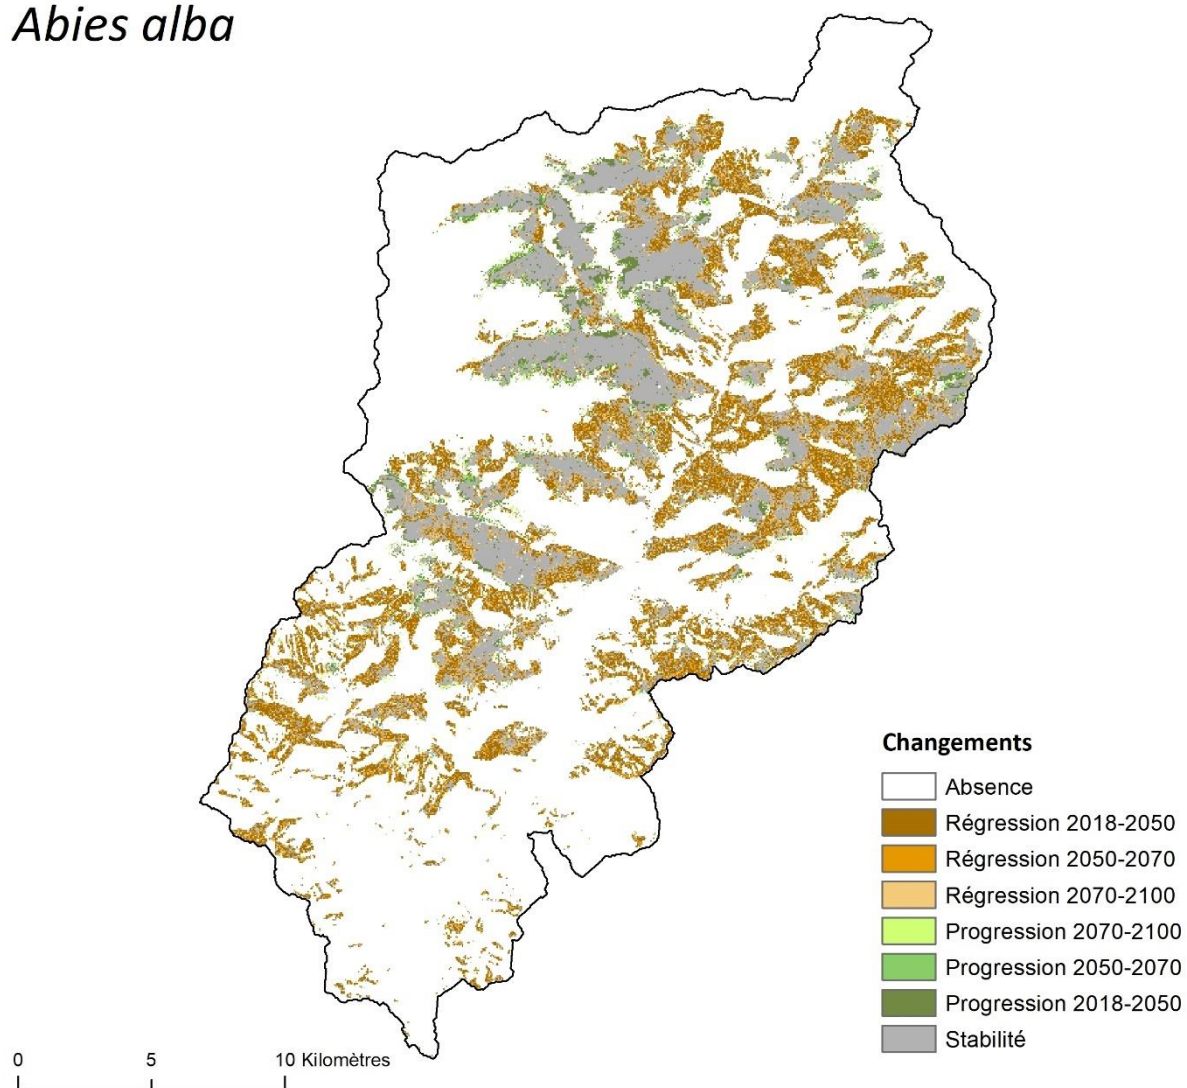 Abies alba
Changements
Absence
Régression 2018-2050
Régression 2050-2070
Régression 2070-2100
Progression 2070-2100
Progression 2050-2070
Progression 2018-2050
Stabilité
0 5 10 Kilomètres